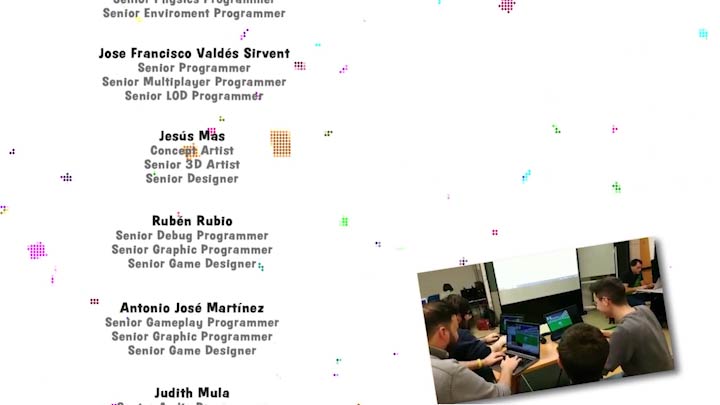 Senior Physics Programmer
Senior Enviroment Programmer
Jose Francisco Valdés Sirvent
Senior Programmer
Senior Multiplayer Programmer
Senior LOD Programmer
Jesús Mas
Concept Artist
Senior 3D Artist
Senior Designer
Rubén Rubio
Senior Debug Programmer
Senior Graphic Programmer
Senior Game Designer
Antonio José Martínez
Senior Gameplay Programmer
Senior Graphic Programmer
Senior Game Designer
Judith Mula